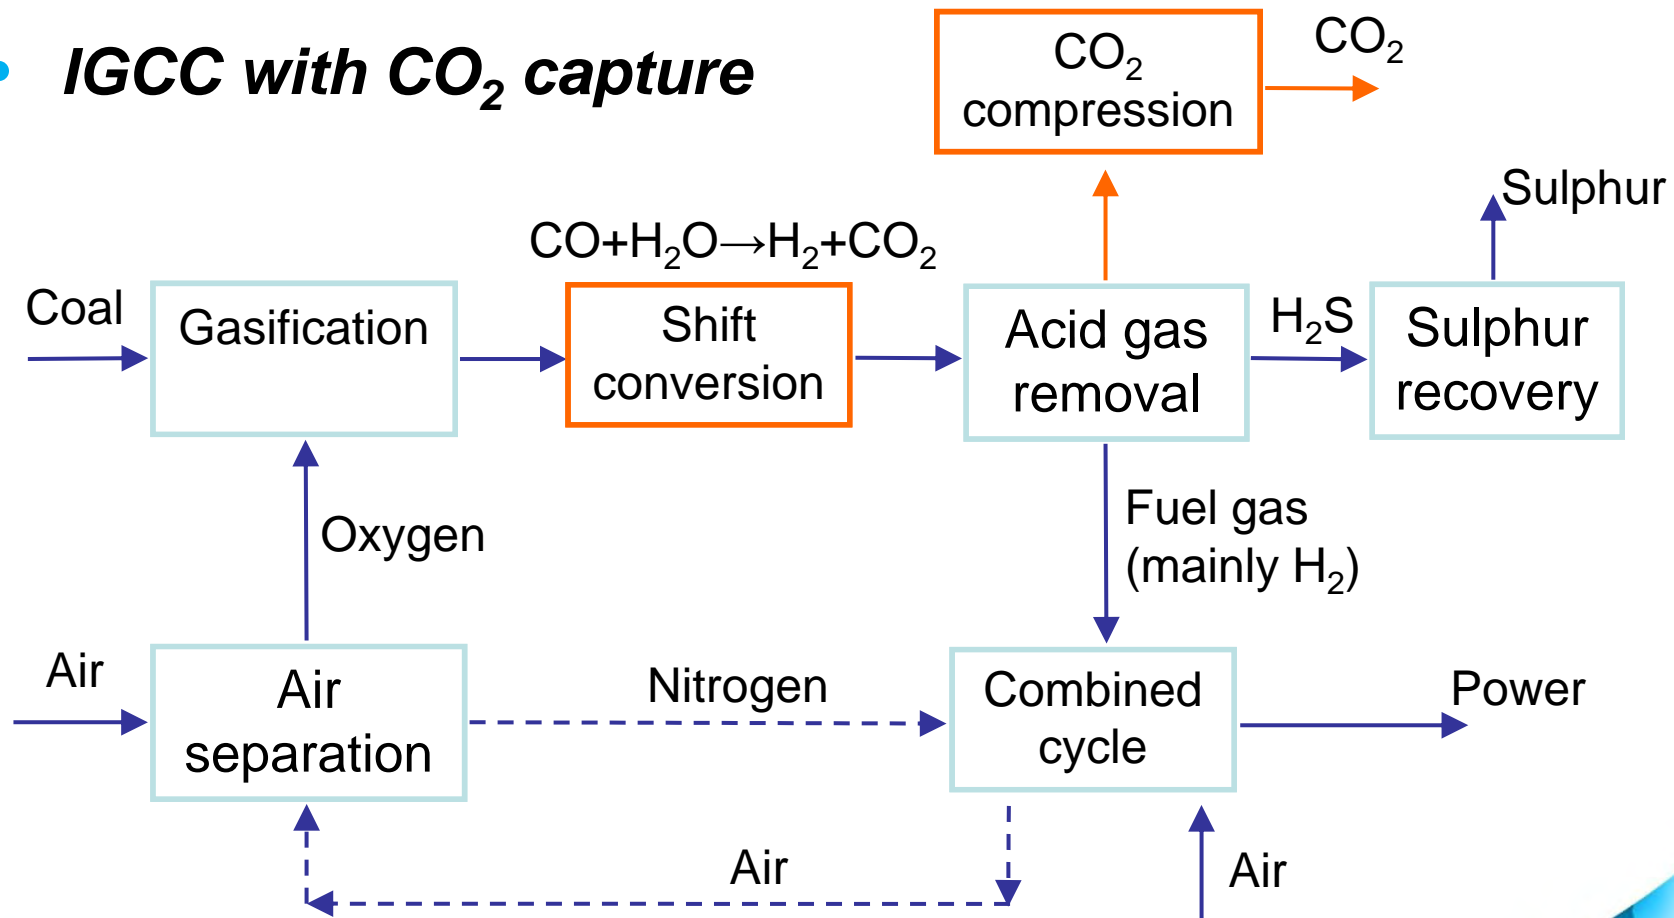 • IGCC with CO₂ capture
CO₂
compression
CO₂
Sulphur
CO+H₂O→H₂+CO₂
Coal
Gasification
Shift
conversion
Acid gas
removal
H₂S
Sulphur
recovery
Oxygen
Fuel gas
(mainly H₂)
Air
Air
separation
Nitrogen
Combined
cycle
Power
Air
Air